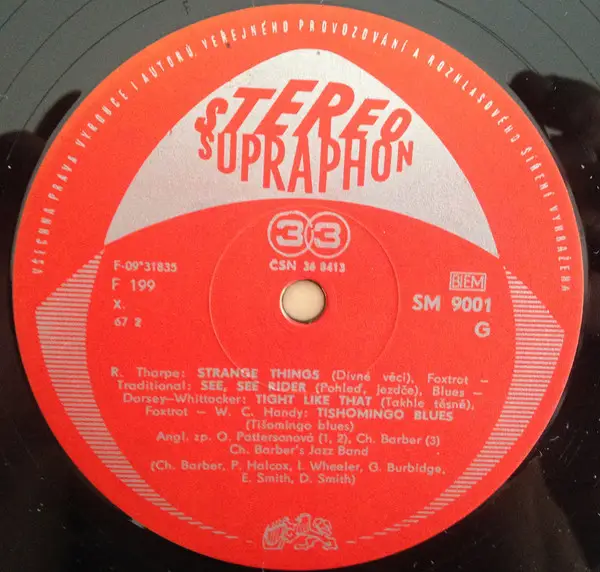 VŠECHNA PRÁVA VÝROBCE I AUTORŮ, VEŘEJNÉHO PROVOZOVÁNÍ A ROZHLASOVÉHO ŠÍŘENÍ VYHRAŽENA
STEREO
SUPRAPHON
33
F-09*31835
ČSN 36 8413
BIEM
F 199
SM 9001
X.
G
67 2
R. Tharpe: STRANGE THINGS (Divné věci), Foxtrot –
Traditional: SEE, SEE RIDER (Pohleď, jezdče), Blues –
Dorsey-Whittacker: TIGHT LIKE THAT (Takhle těsně),
Foxtrot – W. C. Handy: TISHOMINGO BLUES
(Tišomingo blues)
Angl. zp. O. Pattersanová (1, 2), Ch. Barber (3)
Ch. Barber's Jazz Band
(Ch. Barber, P. Halcox, I. Wheeler, G. Burbidge,
E. Smith, D. Smith)